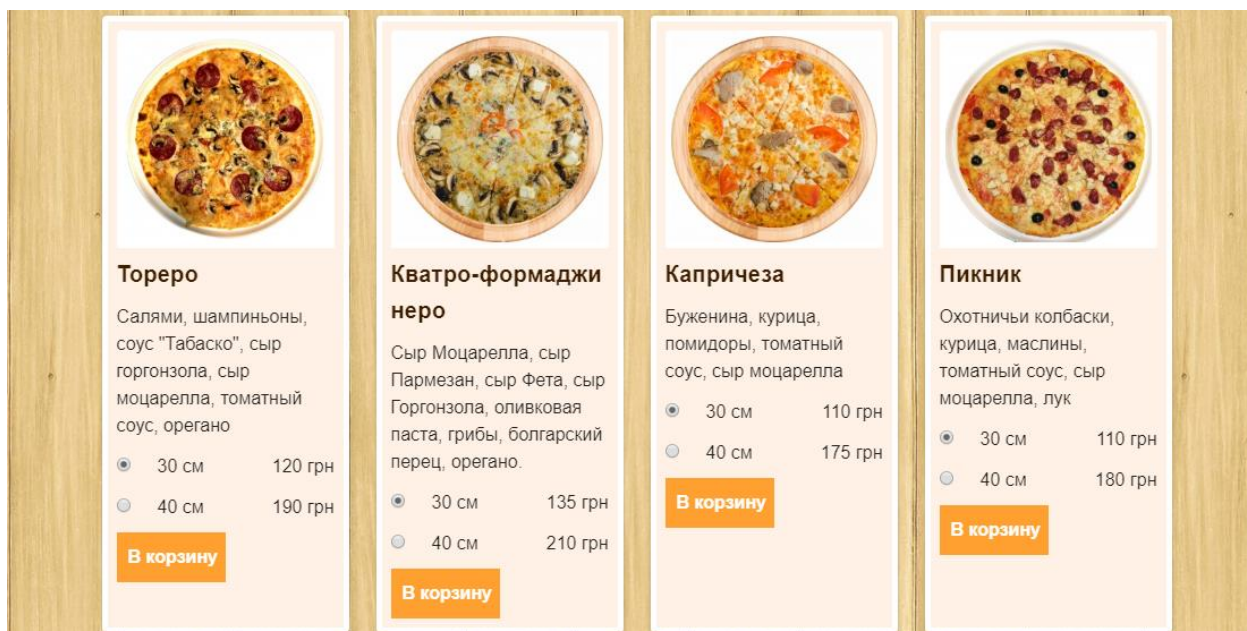 Тореро
Салями, шампиньоны,
соус "Табаско", сыр
горгонзола, сыр
моцарелла, томатный
соус, орегано
30 см 120 грн
40 см 190 грн
В корзину
Кватро-формаджи
неро
Сыр Моцарелла, сыр
Пармезан, сыр Фета, сыр
Горгонзола, оливковая
паста, грибы, болгарский
перец, орегано.
30 см 135 грн
40 см 210 грн
В корзину
Капричеза
Буженина, курица,
помидоры, томатный
соус, сыр моцарелла
30 см 110 грн
40 см 175 грн
В корзину
Пикник
Охотничьи колбаски,
курица, маслины,
томатный соус, сыр
моцарелла, лук
30 см 110 грн
40 см 180 грн
В корзину